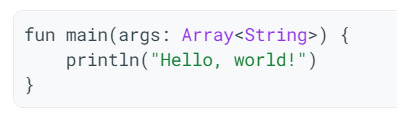 fun main(args: Array<String>) {
    println("Hello, world!")
}